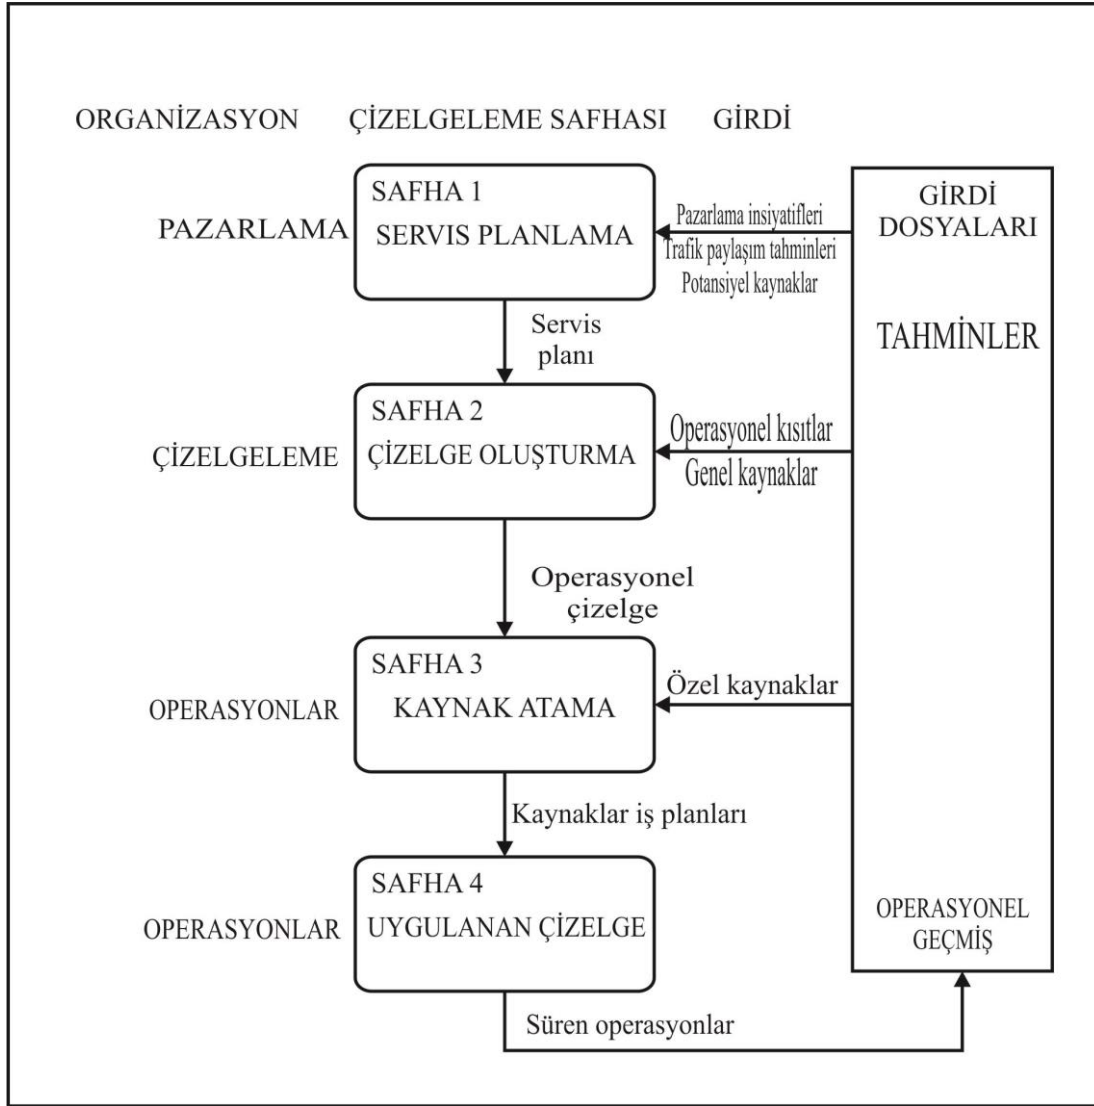 ORGANİZASYON ÇİZELGELEME SAFHASI GİRDİ
SAFHA 1
PAZARLAMA
SERVIS PLANLAMA
Pazarlama insiyatifleri
Trafik paylaşım tahminleri
Potansiyel kaynaklar
GİRDİ
DOSYALARI
TAHMİNLER
Servis
planı
SAFHA 2
ÇİZELGELEME
ÇİZELGE OLUŞTURMA
Operasyonel kısıtlar
Genel kaynaklar
Operasyonel
çizelge
SAFHA 3
OPERASYONLAR
KAYNAK ATAMA
Özel kaynaklar
Kaynaklar iş planları
SAFHA 4
OPERASYONLAR
UYGULANAN ÇİZELGE
OPERASYONEL
GEÇMİŞ
Süren operasyonlar